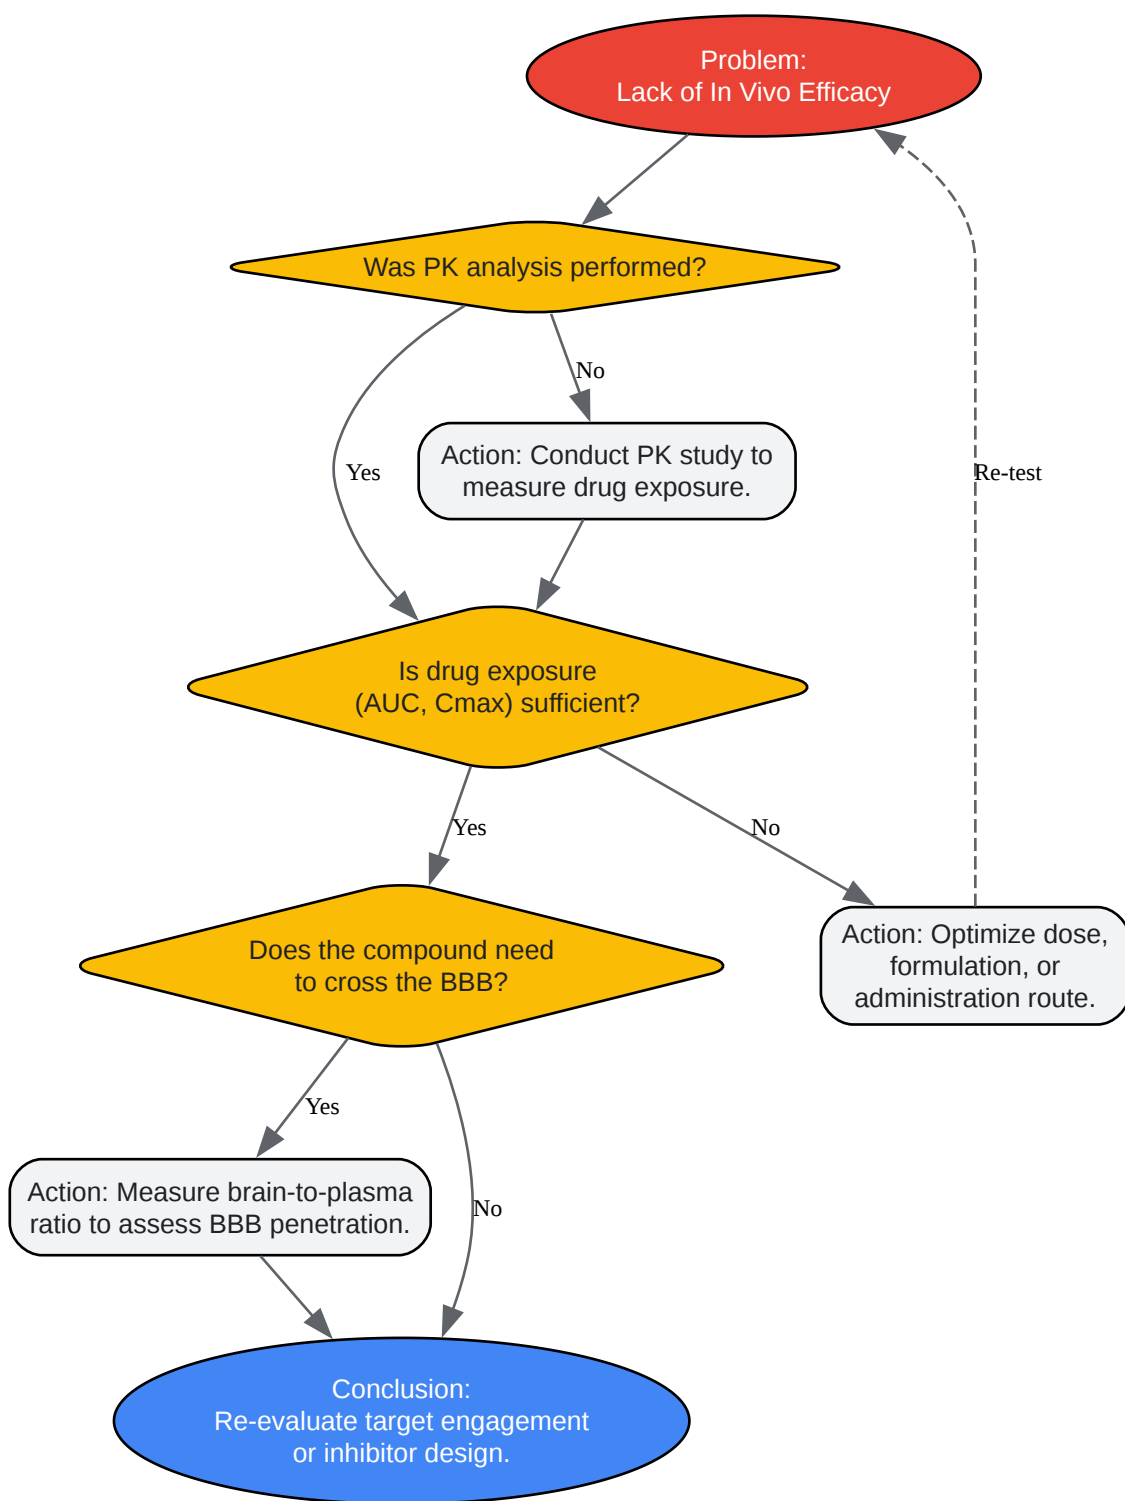 Problem:
Lack of In Vivo Efficacy
Was PK analysis performed?
No
Action: Conduct PK study to
measure drug exposure.
Yes
Re-test
Is drug exposure
(AUC, Cmax) sufficient?
Yes
No
Does the compound need
to cross the BBB?
Action: Optimize dose,
formulation, or
administration route.
Yes
Action: Measure brain-to-plasma
ratio to assess BBB penetration.
No
Conclusion:
Re-evaluate target engagement
or inhibitor design.